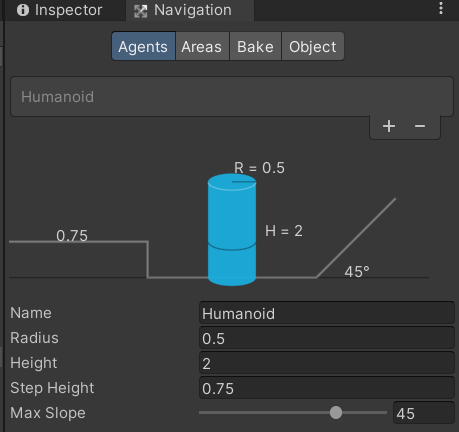 Inspector
Navigation
Agents
Areas
Bake
Object
Humanoid
+ −
R = 0.5
0.75
H = 2
45°
Name Humanoid
Radius 0.5
Height 2
Step Height 0.75
Max Slope 45